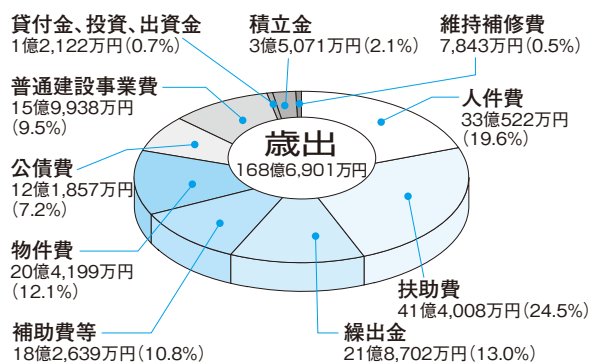 貸付金、投資、出資金
1億2,122万円(0.7%)
積立金
3億5,071万円(2.1%)
維持補修費
7,843万円(0.5%)
普通建設事業費
15億9,938万円
(9.5%)
人件費
33億522万円
(19.6%)
歳出
168億6,901万円
公債費
12億1,857万円
(7.2%)
物件費
20億4,199万円
(12.1%)
扶助費
41億4,008万円(24.5%)
補助費等
18億2,639万円(10.8%)
繰出金
21億8,702万円(13.0%)